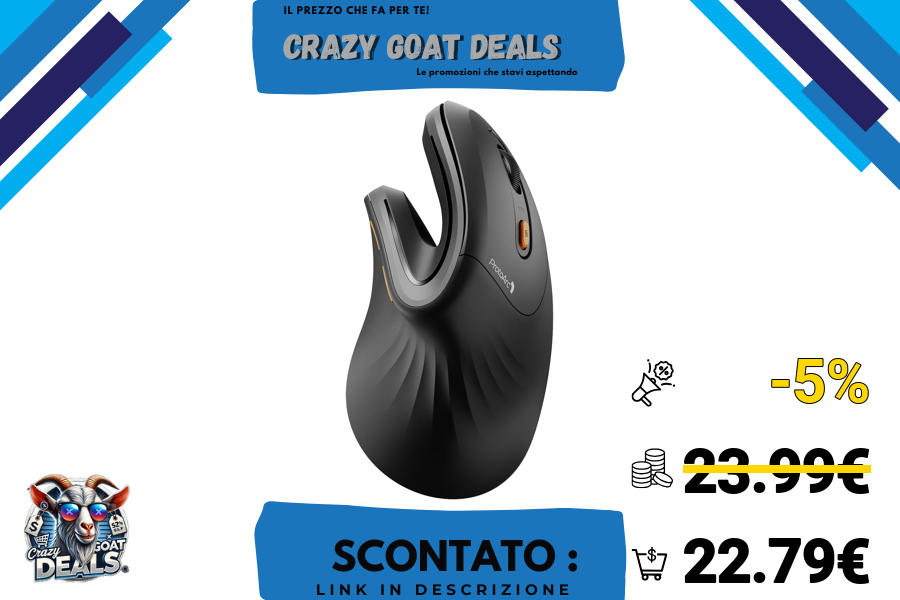 IL PREZZO CHE FA PER TE!
CRAZY GOAT DEALS
Le promozioni che stavi aspettando
ProtoArc
-5%
23.99€
22.79€
SCONTATO :
LINK IN DESCRIZIONE
$
57%
Crazy
GOAT
DEALS